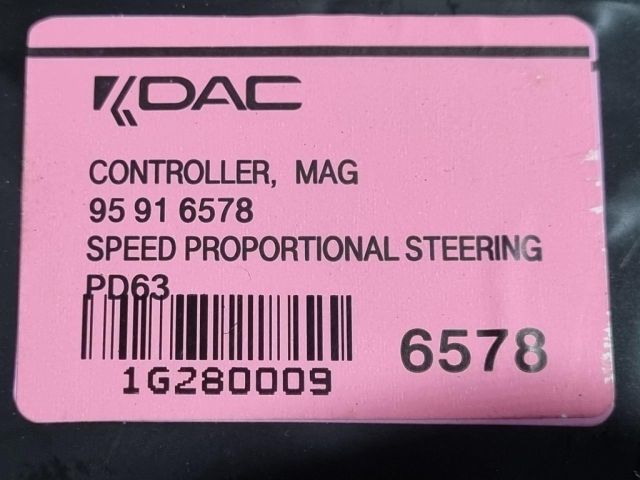 DAC
CONTROLLER, MAG
95 91 6578
SPEED PROPORTIONAL STEERING
PD63
1G280009
6578